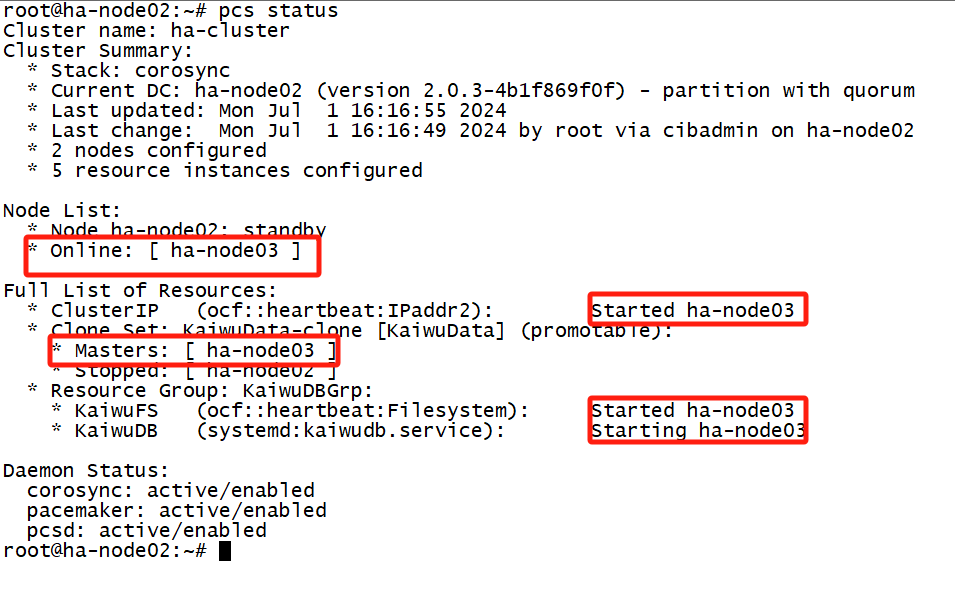 root@ha-node02:~# pcs status
Cluster name: ha-cluster
Cluster Summary:
  * Stack: corosync
  * Current DC: ha-node02 (version 2.0.3-4b1f869f0f) - partition with quorum
  * Last updated: Mon Jul  1 16:16:55 2024
  * Last change:  Mon Jul  1 16:16:49 2024 by root via cibadmin on ha-node02
  * 2 nodes configured
  * 5 resource instances configured

Node List:
  * Node ha-node02: standby
  * Online: [ ha-node03 ]

Full List of Resources:
  * ClusterIP   (ocf::heartbeat:IPaddr2):        Started ha-node03
  * Clone Set: KaiwuData-clone [KaiwuData] (promotable):
    * Masters: [ ha-node03 ]
    * Stopped: [ ha-node02 ]
  * Resource Group: KaiwuDBGrp:
    * KaiwuFS   (ocf::heartbeat:Filesystem):     Started ha-node03
    * KaiwuDB   (systemd:kaiwudb.service):       Starting ha-node03

Daemon Status:
  corosync: active/enabled
  pacemaker: active/enabled
  pcsd: active/enabled
root@ha-node02:~#